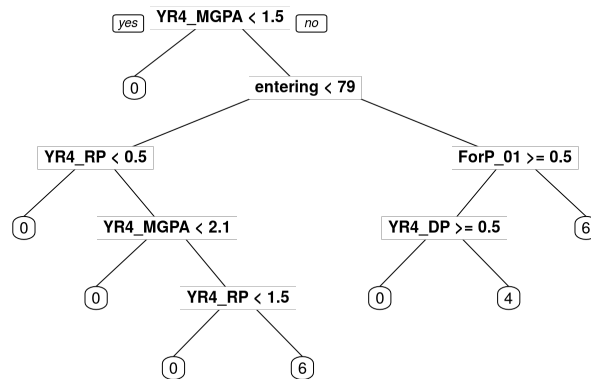 yes YR4_MGPA < 1.5 no
0 entering < 79
YR4_RP < 0.5 ForP_01 >= 0.5
0 YR4_MGPA < 2.1 YR4_DP >= 0.5 6
0 YR4_RP < 1.5 0 4
0 6